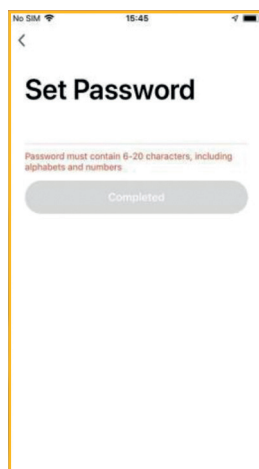 No SIM 15:45
Set Password
Password must contain 6-20 characters, including
alphabets and numbers
Completed